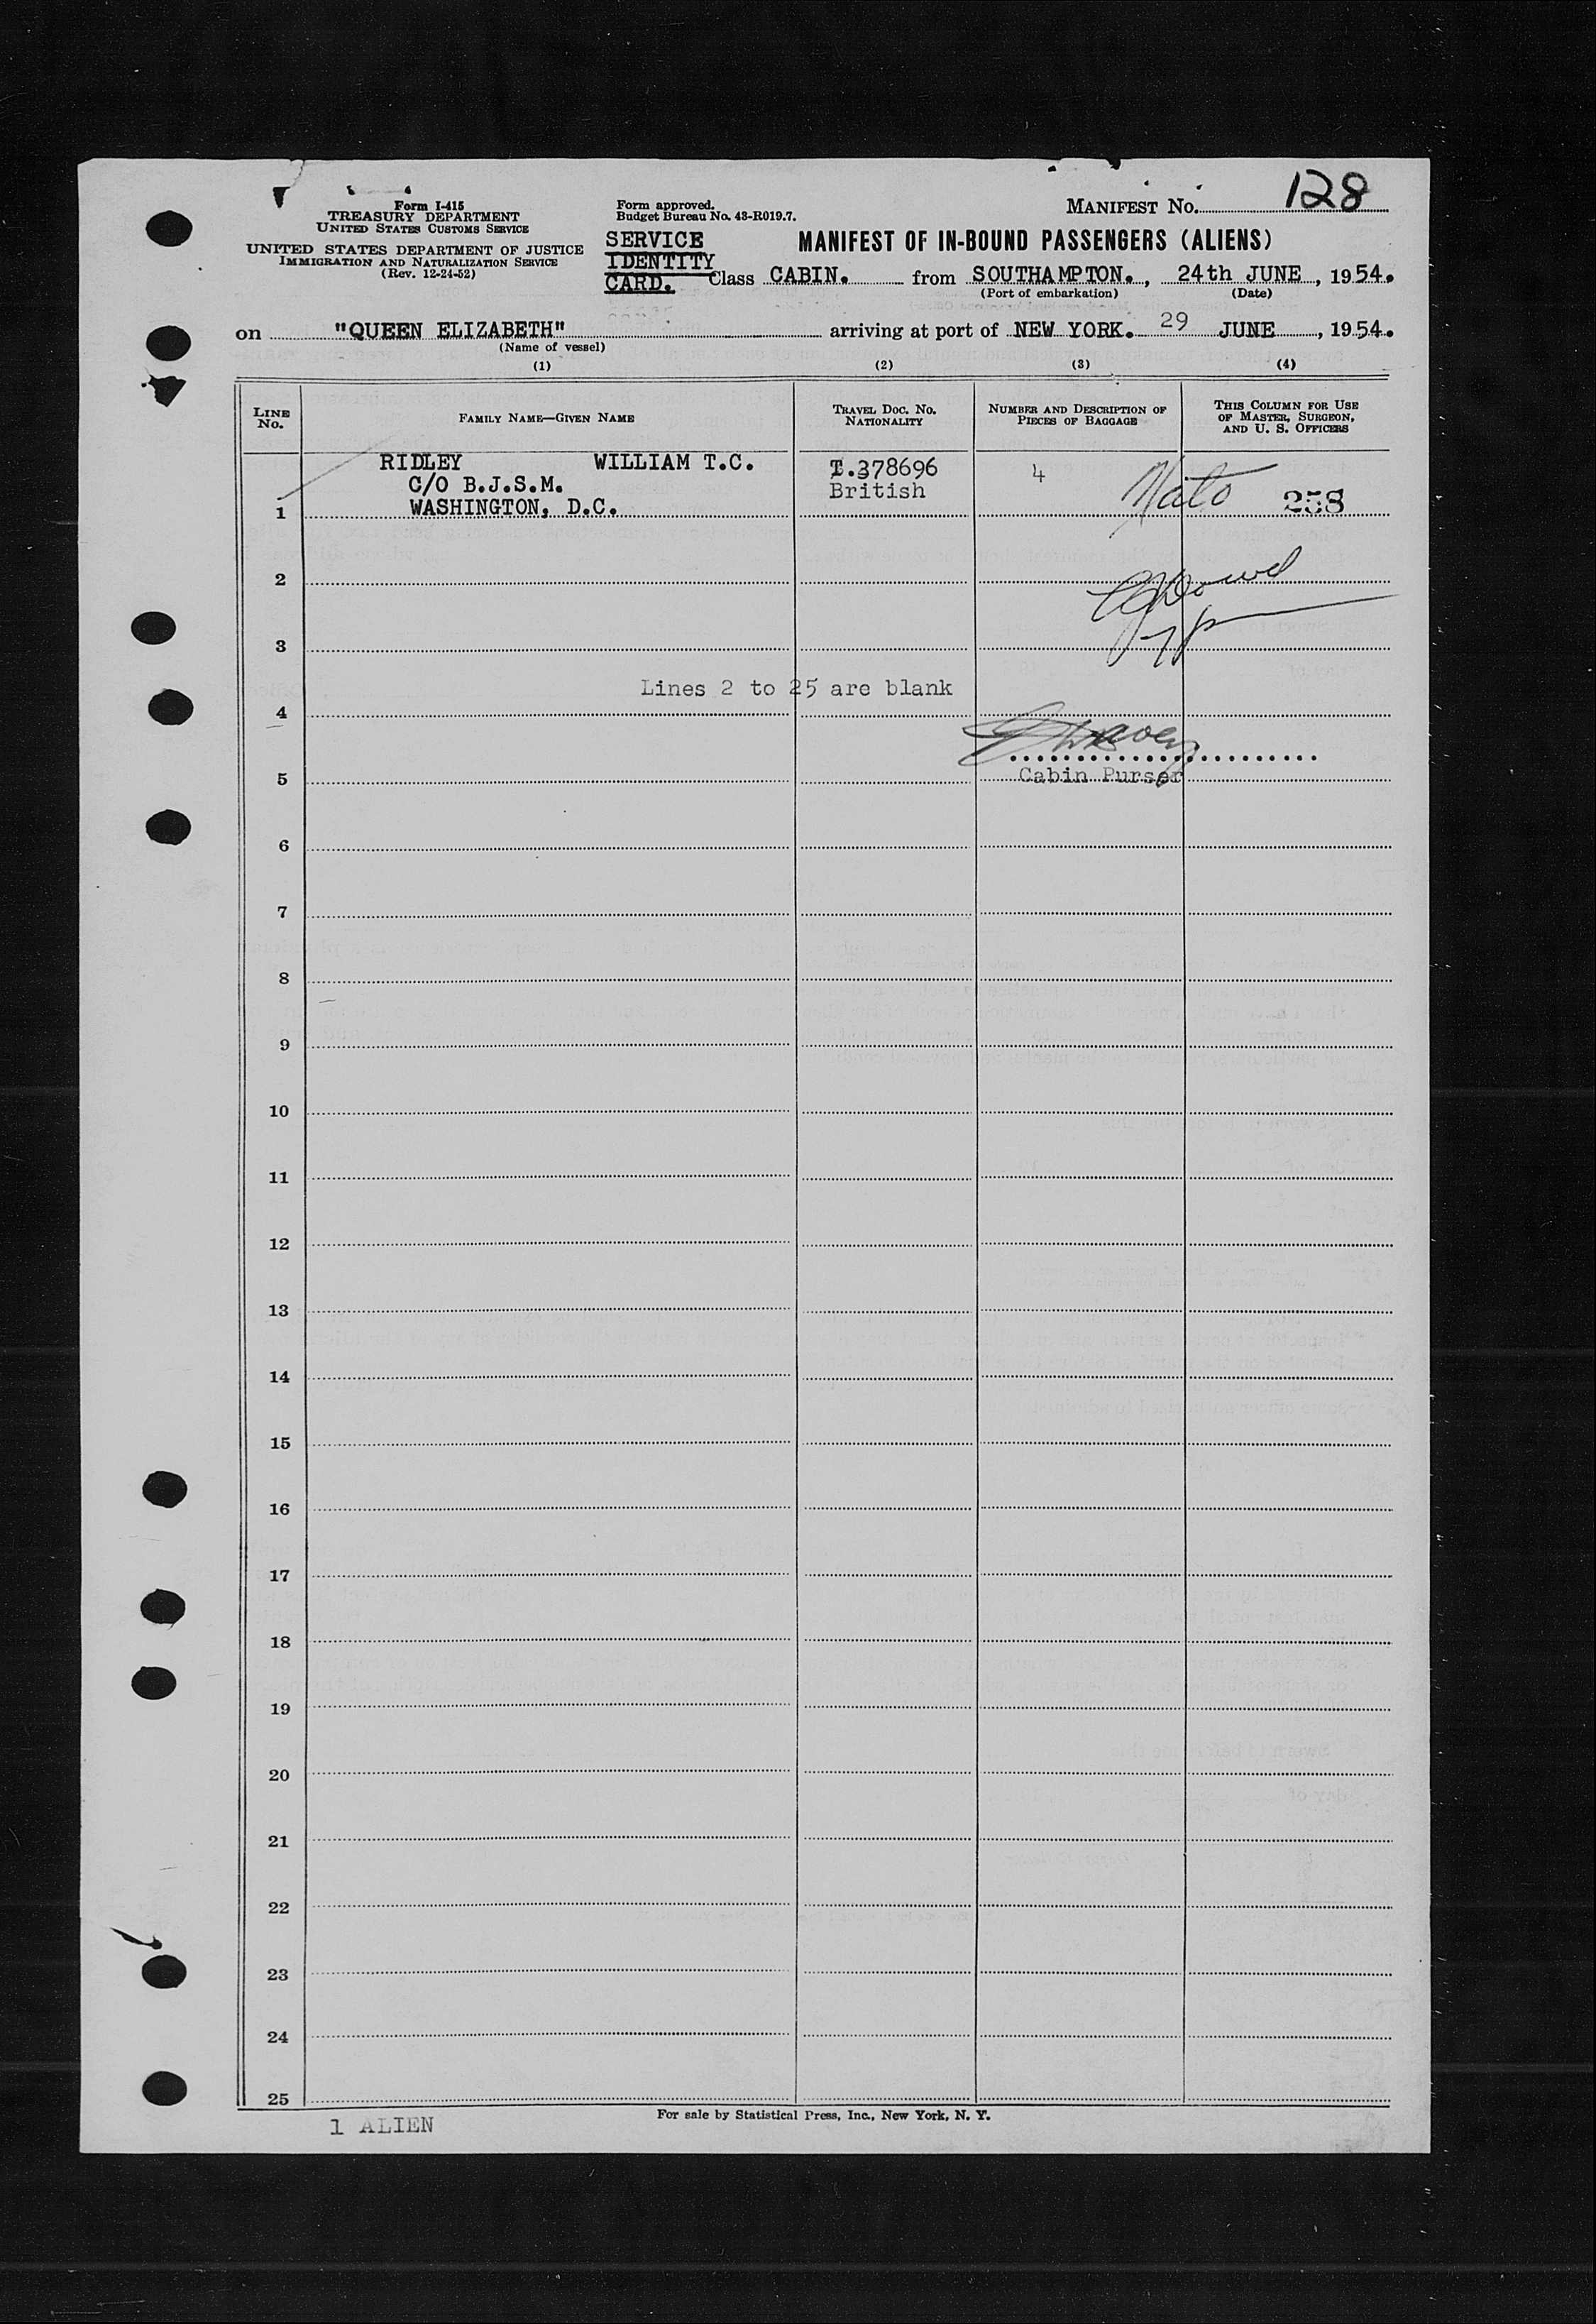 Form I-415
TREASURY DEPARTMENT
UNITED STATES CUSTOMS SERVICE
UNITED STATES DEPARTMENT OF JUSTICE
IMMIGRATION AND NATURALIZATION SERVICE
(Rev. 12-24-52)
Form approved.
Budget Bureau No. 43-R019.7.
MANIFEST No. 128
SERVICE
IDENTITY
CARD.
MANIFEST OF IN-BOUND PASSENGERS (ALIENS)
Class CABIN. from SOUTHAMPTON., 24th JUNE, 1954.
(Port of embarkation) (Date)
on "QUEEN ELIZABETH" arriving at port of NEW YORK. 29 JUNE, 1954.
(Name of vessel)
(1) (2) (3) (4)
LINE No. FAMILY NAME—GIVEN NAME TRAVEL DOC. NO. NATIONALITY NUMBER AND DESCRIPTION OF PIECES OF BAGGAGE THIS COLUMN FOR USE OF MASTER, SURGEON, AND U. S. OFFICERS
RIDLEY WILLIAM T.C. T.378696 4 Nato 258
C/O B.J.S.M. British
1 WASHINGTON, D.C.
2
3
Lines 2 to 25 are blank
4
5 Cabin Purser
6
7
8
9
10
11
12
13
14
15
16
17
18
19
20
21
22
23
24
25
1 ALIEN
For sale by Statistical Press, Inc., New York, N. Y.